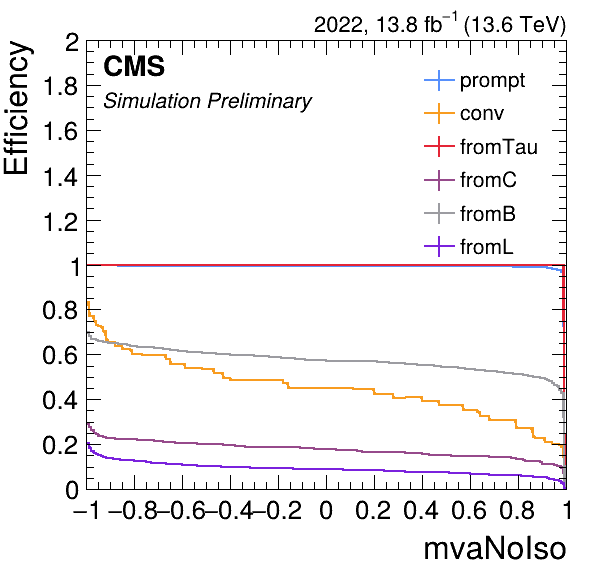 2022, 13.8 fb⁻¹ (13.6 TeV)
CMS
Simulation Preliminary
prompt
conv
fromTau
fromC
fromB
fromL
Efficiency
2
1.8
1.6
1.4
1.2
1
0.8
0.6
0.4
0.2
0
−1 −0.8 −0.6 −0.4 −0.2 0 0.2 0.4 0.6 0.8 1
mvaNoIso